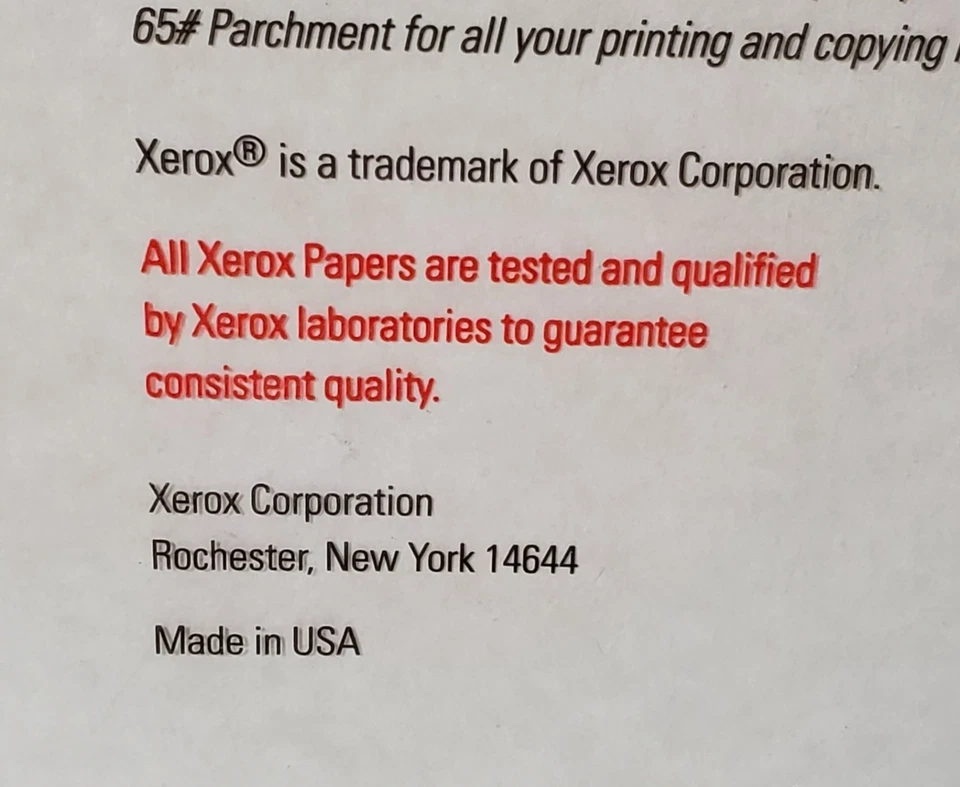 65# Parchment for all your printing and copying
Xerox® is a trademark of Xerox Corporation.
All Xerox Papers are tested and qualified
by Xerox laboratories to guarantee
consistent quality.
Xerox Corporation
Rochester, New York 14644
Made in USA